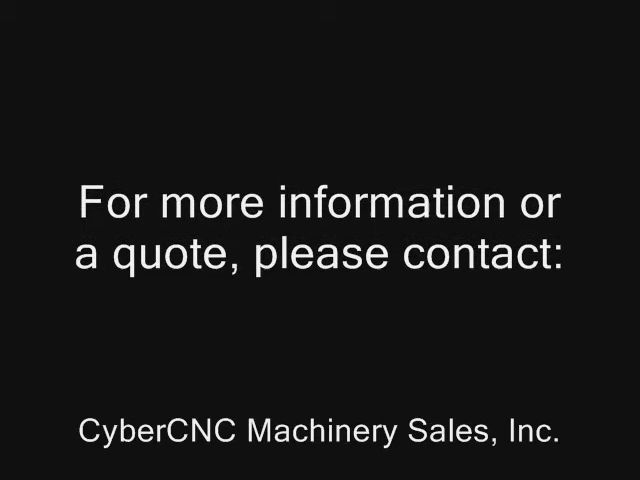 For more information or
a quote, please contact:
CyberCNC Machinery Sales, Inc.